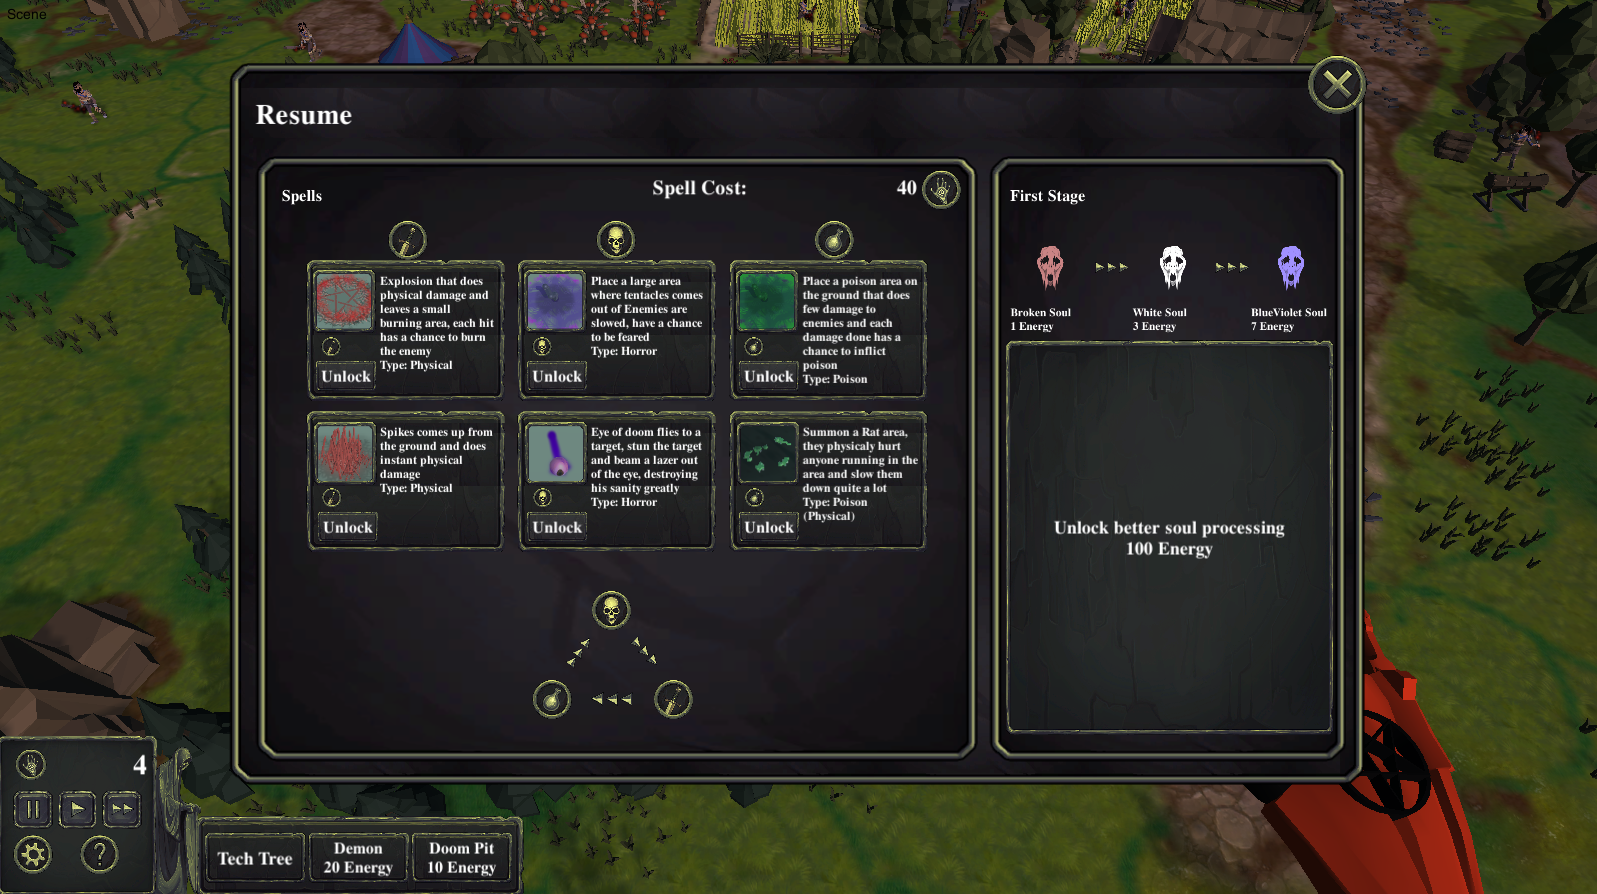 Scene
Resume
Spells
Spell Cost:
40
Explosion that does
physical damage and
leaves a small
burning area, each hit
has a chance to burn
the enemy
Type: Physical
Unlock
Place a large area
where tentacles comes
out of Enemies are
slowed, have a chance
to be feared
Type: Horror
Unlock
Place a poison area on
the ground that does
few damage to
enemies and each
damage done has a
chance to inflict
poison
Type: Poison
Unlock
Spikes comes up from
the ground and does
instant physical
damage
Type: Physical
Unlock
Eye of doom flies to a
target, stun the target
and beam a lazer out
of the eye, destroying
his sanity greatly
Type: Horror
Unlock
Summon a Rat area,
they physicaly hurt
anyone running in the
area and slow them
down quite a lot
Type: Poison
(Physical)
Unlock
First Stage
Broken Soul
1 Energy
White Soul
3 Energy
BlueViolet Soul
7 Energy
Unlock better soul processing
100 Energy
4
?
Tech Tree
Demon
20 Energy
Doom Pit
10 Energy